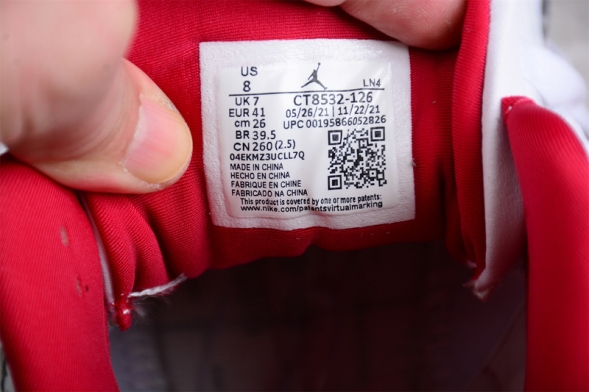 US
8 LN4
UK 7 CT8532-126
EUR 41 05/26/21 | 11/22/21
cm 26 UPC 00195866052826
BR 39.5
CN 260 (2.5)
04EKMZ3UCLL7Q
MADE IN CHINA
HECHO EN CHINA
FABRIQUE EN CHINE
FABRICADO NA CHINA
This product is covered by one or more patents:
www.nike.com/patentsvirtualmarking